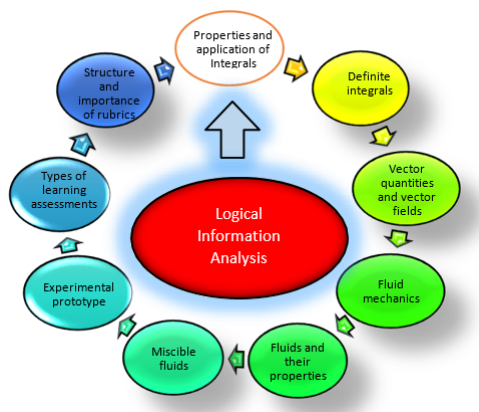 Properties and
application of
Integrals
Definite
integrals
Vector
quantities
and vector
fields
Fluid
mechanics
Fluids and
their
properties
Miscible
fluids
Experimental
prototype
Types of
learning
assessments
Structure
and
importance
of rubrics
Logical
Information
Analysis